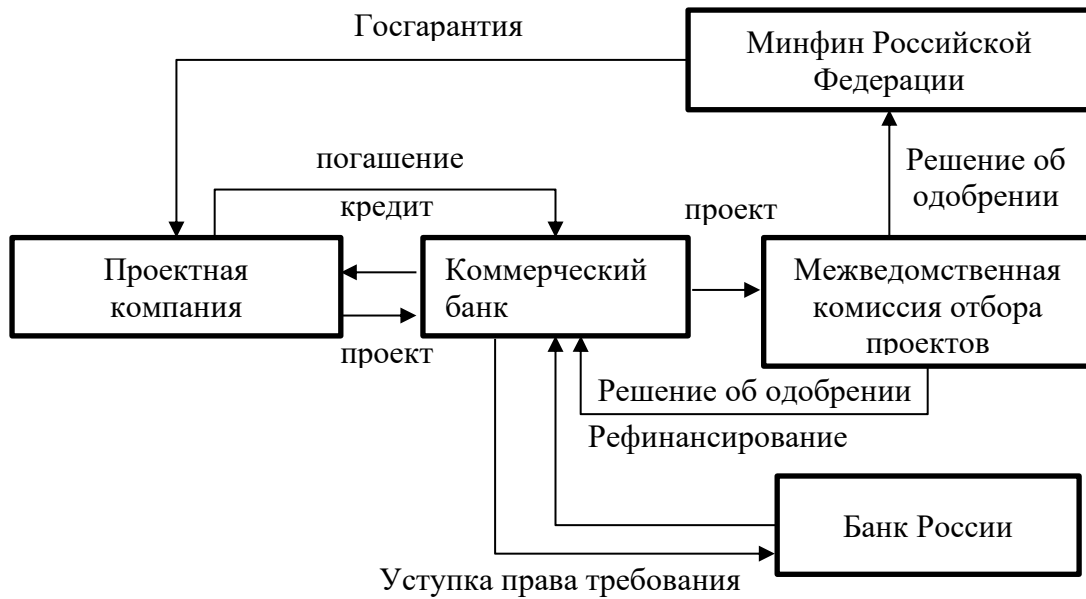 Госгарантия
Минфин Российской
Федерации
погашение
Решение об
одобрении
кредит
проект
Проектная
компания
Коммерческий
банк
Межведомственная
комиссия отбора
проектов
проект
Решение об одобрении
Рефинансирование
Банк России
Уступка права требования